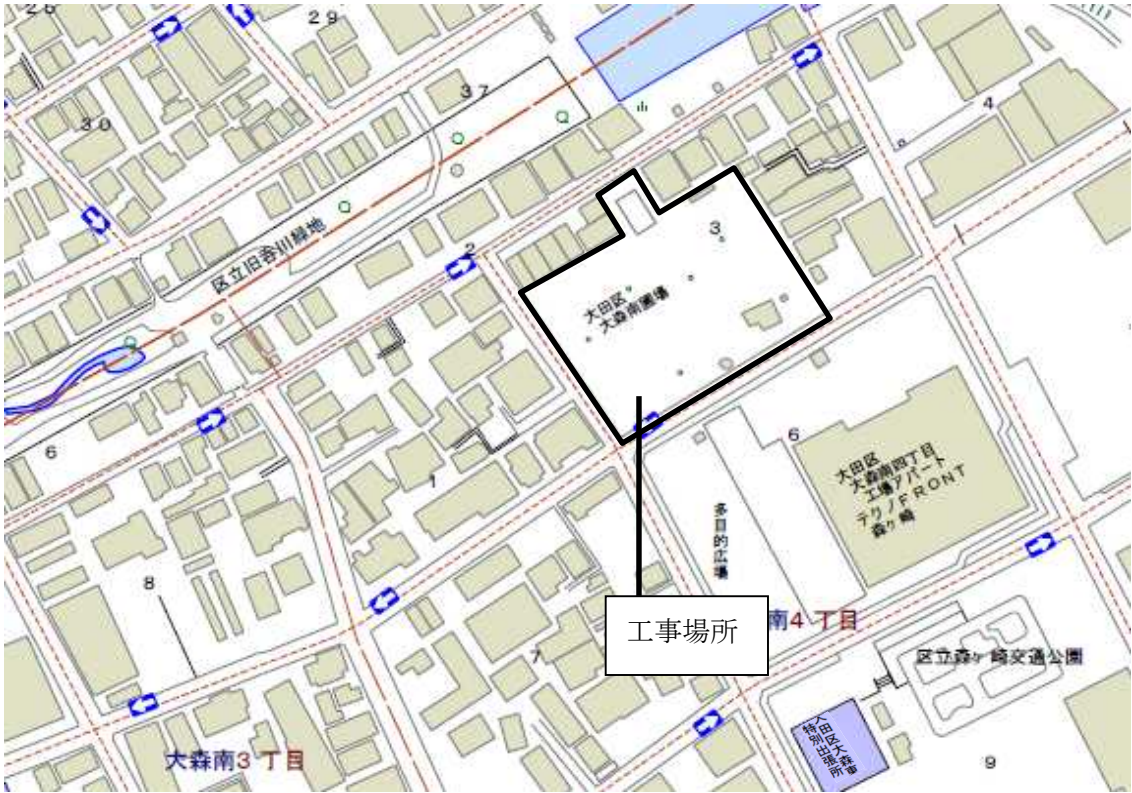 26
29
37
30
4
区立旧呑川緑地
2
3
大田区
大森南圃場
6
1
6
大田区
大森南四丁目
工場アパート
テクノFRONT
森ヶ崎
多目的広場
8
工事場所
南4丁目
7
区立森ヶ崎交通公園
大田区大森東
特別出張所
大森南3丁目
9